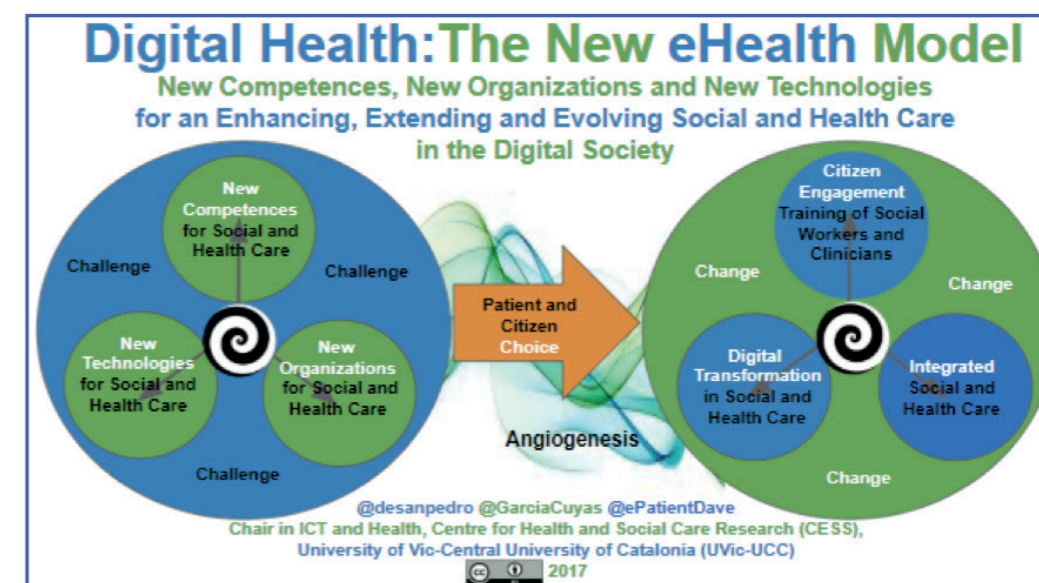 Digital Health:The New eHealth Model
New Competences, New Organizations and New Technologies
for an Enhancing, Extending and Evolving Social and Health Care
in the Digital Society
New
Competences
for Social and
Health Care
Challenge
Challenge
New
Technologies
for Social and
Health Care
New
Organizations
for Social and
Health Care
Challenge
Patient and
Citizen
Choice
Angiogenesis
Citizen
Engagement
Training of Social
Workers and
Clinicians
Change
Change
Digital
Transformation
in Social and
Health Care
Integrated
Social and
Health Care
Change
@desanpedro @GarciaCuyas @ePatientDave
Chair in ICT and Health, Centre for Health and Social Care Research (CESS),
University of Vic-Central University of Catalonia (UVic-UCC)
cc 2017